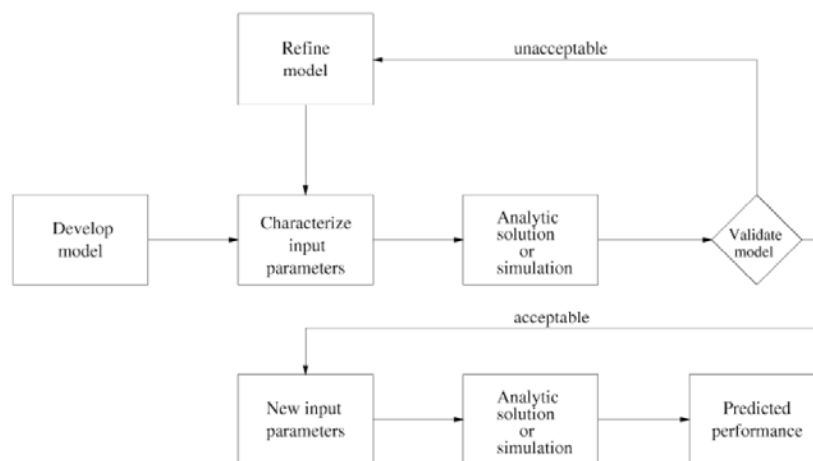 Refine
model
unacceptable
Develop
model
Characterize
input
parameters
Analytic
solution
or
simulation
Validate
model
acceptable
New input
parameters
Analytic
solution
or
simulation
Predicted
performance